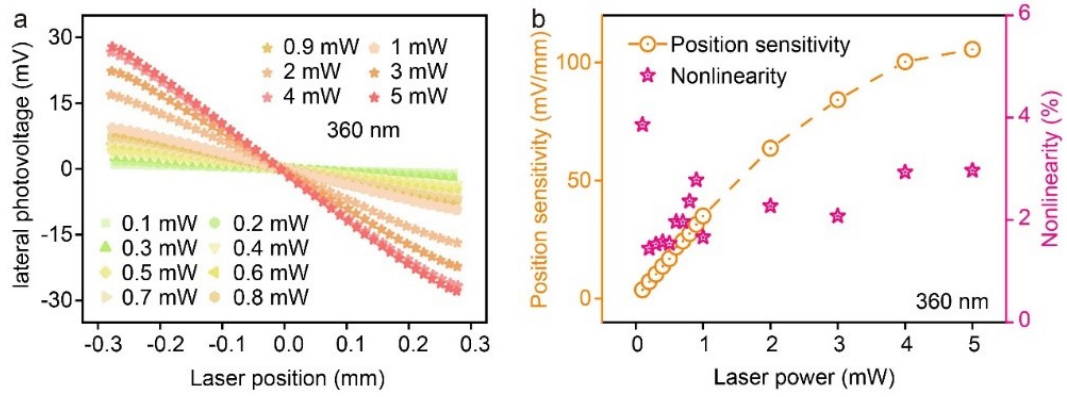 a
lateral photovoltage (mV)
30
15
0
-15
-30
0.9 mW
1 mW
2 mW
3 mW
4 mW
5 mW
360 nm
0.1 mW
0.2 mW
0.3 mW
0.4 mW
0.5 mW
0.6 mW
0.7 mW
0.8 mW
-0.3
-0.2
-0.1
0.0
0.1
0.2
0.3
Laser position (mm)
b
Position sensitivity (mV/mm)
100
50
0
Position sensitivity
Nonlinearity
360 nm
0
1
2
3
4
5
Laser power (mW)
6
4
2
0
Nonlinearity (%)